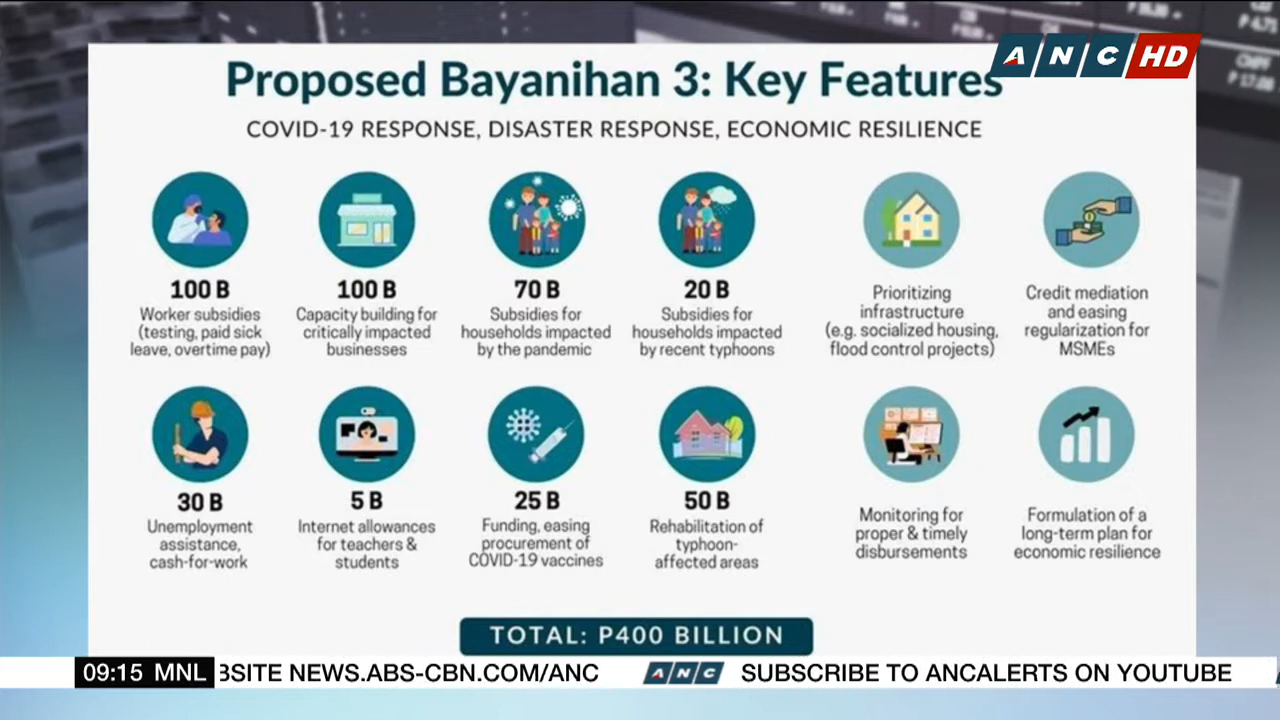 ANC HD
Proposed Bayanihan 3: Key Features
COVID-19 RESPONSE, DISASTER RESPONSE, ECONOMIC RESILIENCE
100 B
Worker subsidies
(testing, paid sick
leave, overtime pay)
100 B
Capacity building for
critically impacted
businesses
70 B
Subsidies for
households impacted
by the pandemic
20 B
Subsidies for
households impacted
by recent typhoons
Prioritizing
infrastructure
(e.g. socialized housing,
flood control projects)
Credit mediation
and easing
regularization for
MSMEs
30 B
Unemployment
assistance,
cash-for-work
5 B
Internet allowances
for teachers &
students
25 B
Funding, easing
procurement of
COVID-19 vaccines
50 B
Rehabilitation of
typhoon-
affected areas
Monitoring for
proper & timely
disbursements
Formulation of a
long-term plan for
economic resilience
TOTAL: P400 BILLION
09:15 MNL
NEWS.ABS-CBN.COM/ANC
ANC
SUBSCRIBE TO ANCALERTS ON YOUTUBE